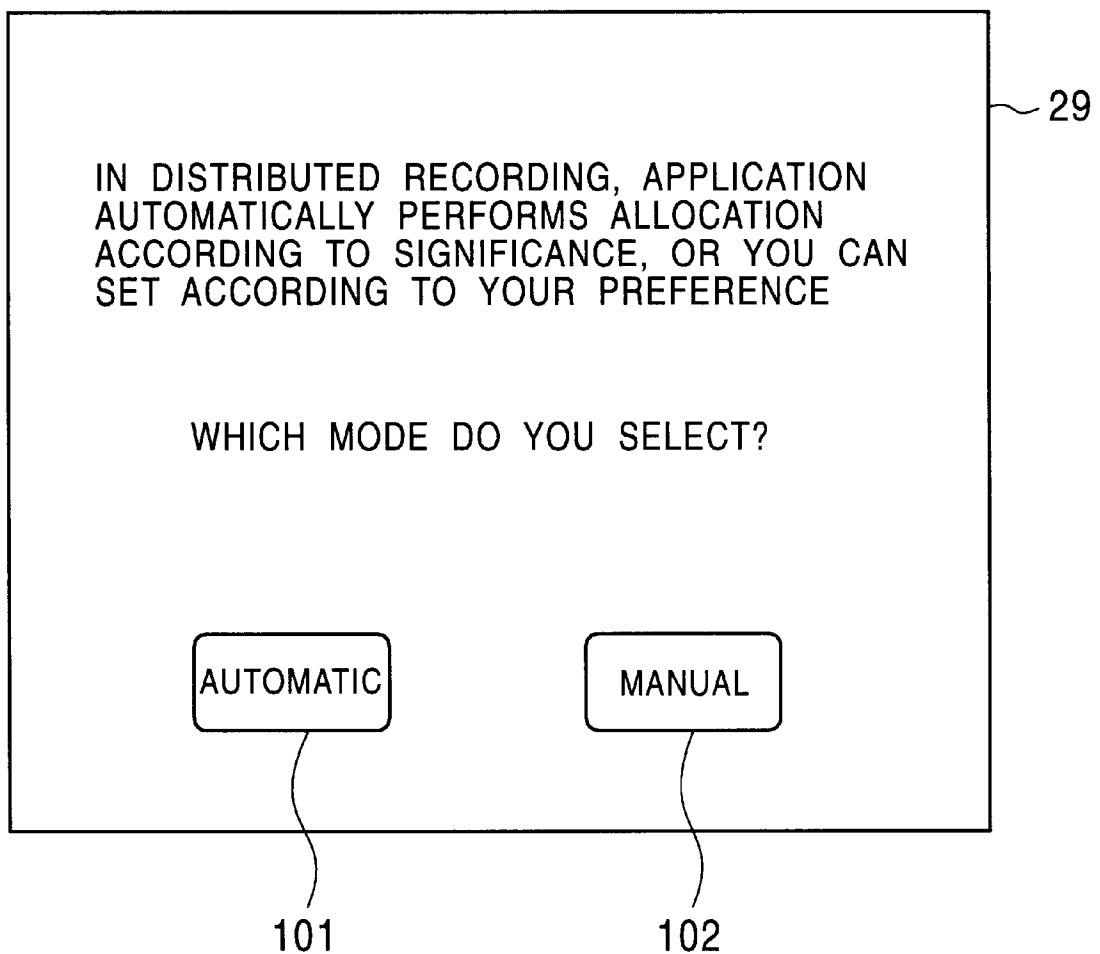 29
IN DISTRIBUTED RECORDING, APPLICATION
AUTOMATICALLY PERFORMS ALLOCATION
ACCORDING TO SIGNIFICANCE, OR YOU CAN
SET ACCORDING TO YOUR PREFERENCE
WHICH MODE DO YOU SELECT?
AUTOMATIC
MANUAL
101
102